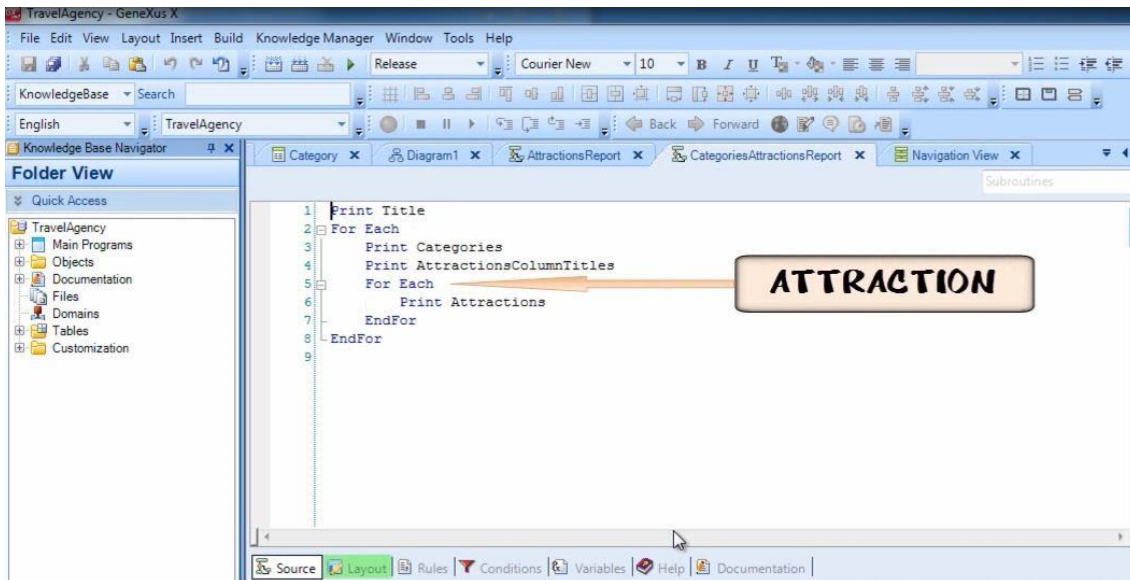 TravelAgency - GeneXus X
File Edit View Layout Insert Build Knowledge Manager Window Tools Help
Release Courier New 10 B I U
KnowledgeBase Search
English TravelAgency Back Forward
Knowledge Base Navigator
Category Diagram1 AttractionsReport CategoriesAttractionsReport Navigation View
Folder View
Subroutines
Quick Access
TravelAgency
Main Programs
Objects
Documentation
Files
Domains
Tables
Customization
1 Print Title
2 For Each
3 Print Categories
4 Print AttractionsColumnTitles
5 For Each
6 Print Attractions
7 EndFor
8 EndFor
9
ATTRACTION
Source Layout Rules Conditions Variables Help Documentation